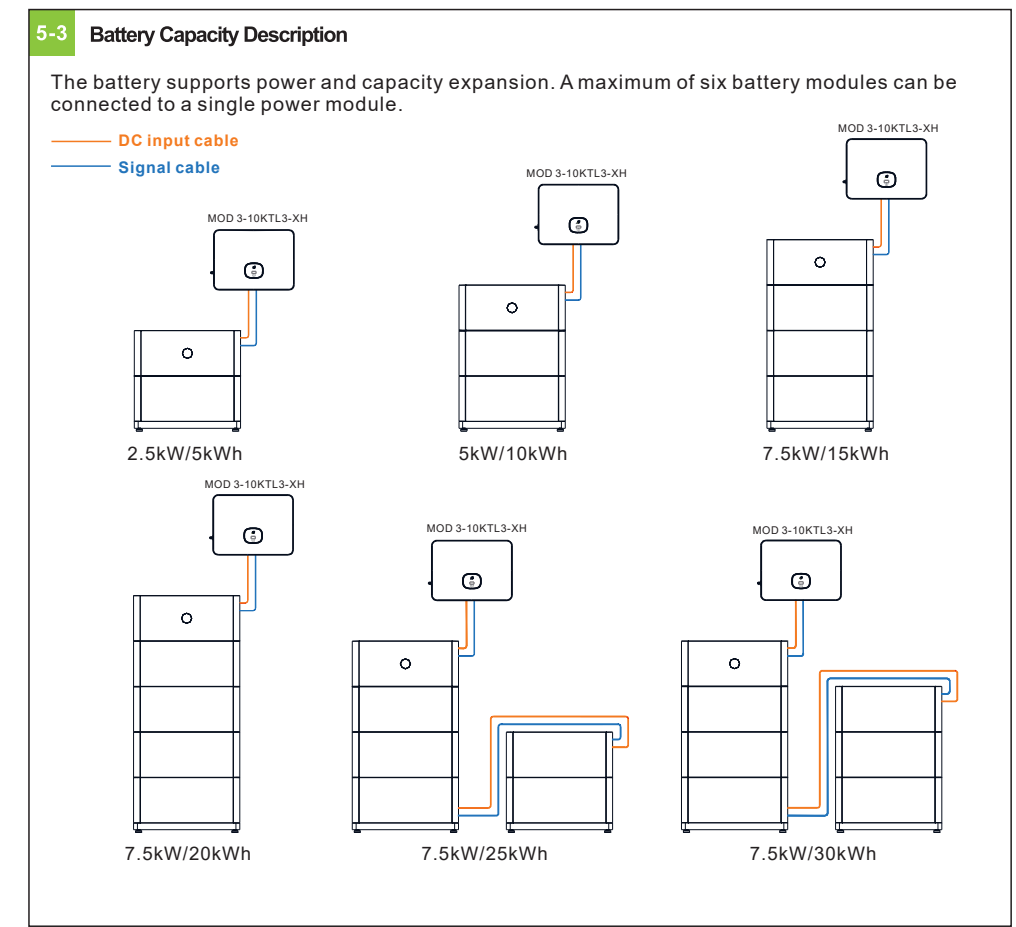 5-3 Battery Capacity Description
The battery supports power and capacity expansion. A maximum of six battery modules can be
connected to a single power module.
DC input cable
Signal cable
MOD 3-10KTL3-XH
MOD 3-10KTL3-XH
MOD 3-10KTL3-XH
2.5kW/5kWh
5kW/10kWh
7.5kW/15kWh
MOD 3-10KTL3-XH
MOD 3-10KTL3-XH
MOD 3-10KTL3-XH
7.5kW/20kWh
7.5kW/25kWh
7.5kW/30kWh